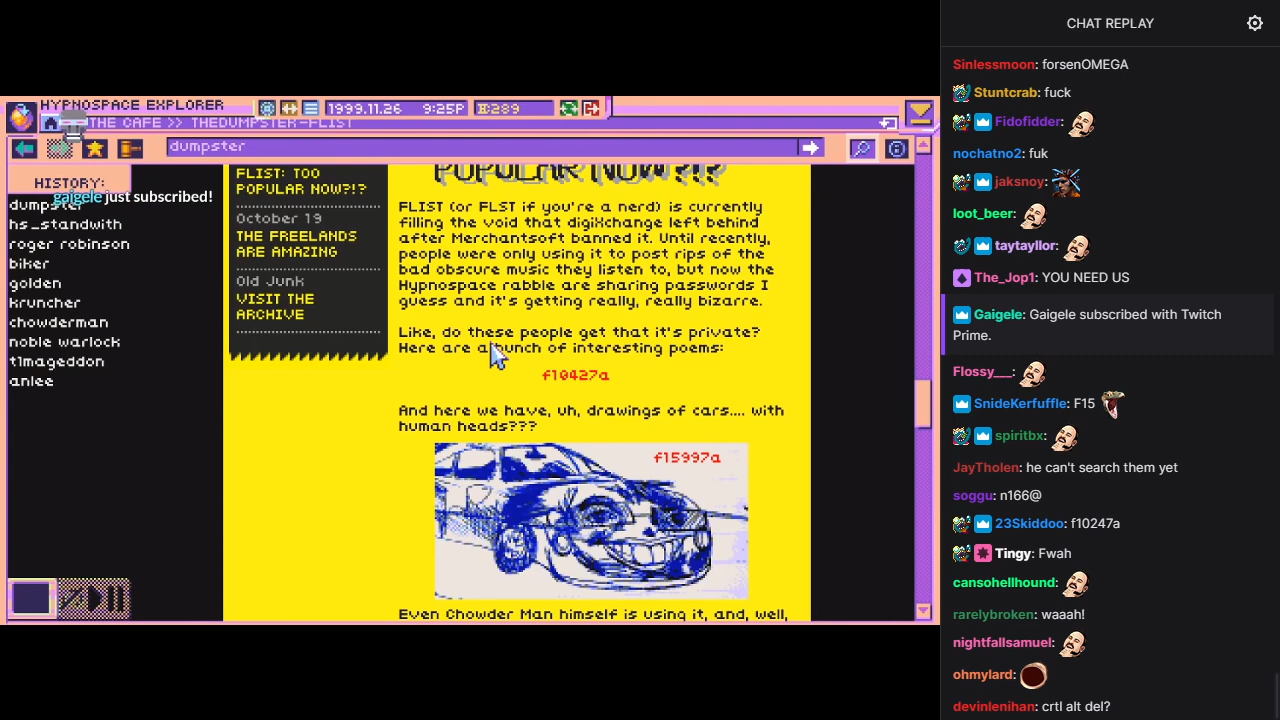 HYPNOSPACE EXPLORER
1999.11.26 9:25P
289
THE CAFE >> THEDUMPSTER-FLIST
dumpster
HISTORY:
gaigele just subscribed!
dumpster
hs_standwith
roger robinson
biker
golden
kruncher
chowderman
noble warlock
t1mageddon
anlee
FLIST: TOO
POPULAR NOW?!?
October 19
THE FREELANDS
ARE AMAZING
Old Junk
VISIT THE
ARCHIVE
POPULAR NOW?!?
FLIST (or FLST if you're a nerd) is currently
filling the void that digiXchange left behind
after Merchantsoft banned it. Until recently,
people were only using it to post rips of the
bad obscure music they listen to, but now the
Hypnospace rabble are sharing passwords I
guess and it's getting really, really bizarre.
Like, do these people get that it's private?
Here are a bunch of interesting poems:
f10427a
And here we have, uh, drawings of cars.... with
human heads???
f15997a
Even Chowder Man himself is using it, and, well,
CHAT REPLAY
Sinlessmoon: forsenOMEGA
Stuntcrab: fuck
Fidofidder:
nochatno2: fuk
jaksnoy:
loot_beer:
taytayllor:
The_Jop1: YOU NEED US
Gaigele: Gaigele subscribed with Twitch
Prime.
Flossy___:
SnideKerfuffle: F15
spiritbx:
JayTholen: he can't search them yet
soggu: n166@
23Skiddoo: f10247a
Tingy: Fwah
cansohellhound:
rarelybroken: waaah!
nightfallsamuel:
ohmylard:
devinlenihan: crtl alt del?